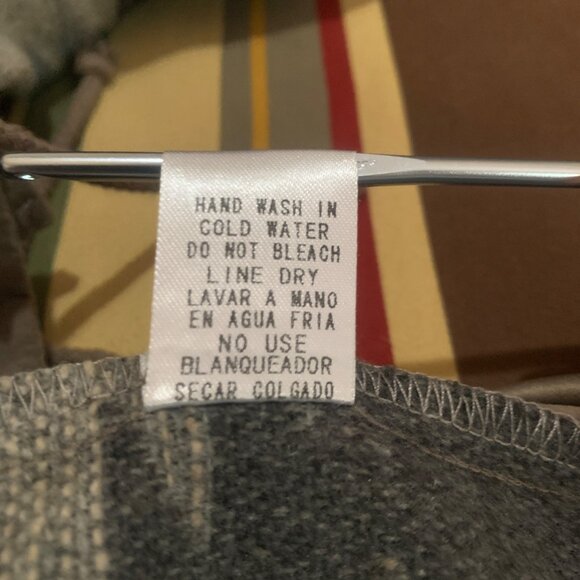 HAND WASH IN
COLD WATER
DO NOT BLEACH
LINE DRY
LAVAR A MANO
EN AGUA FRIA
NO USE
BLANQUEADOR
SECAR COLGADO